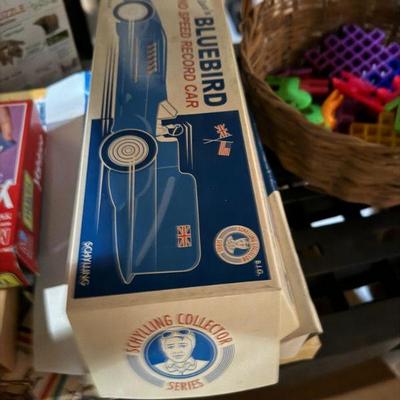 BLUEBIRD
SPEED RECORD CAR
SCHYLLING
B.I.G.
SCHYLLING COLLECTOR
SERIES